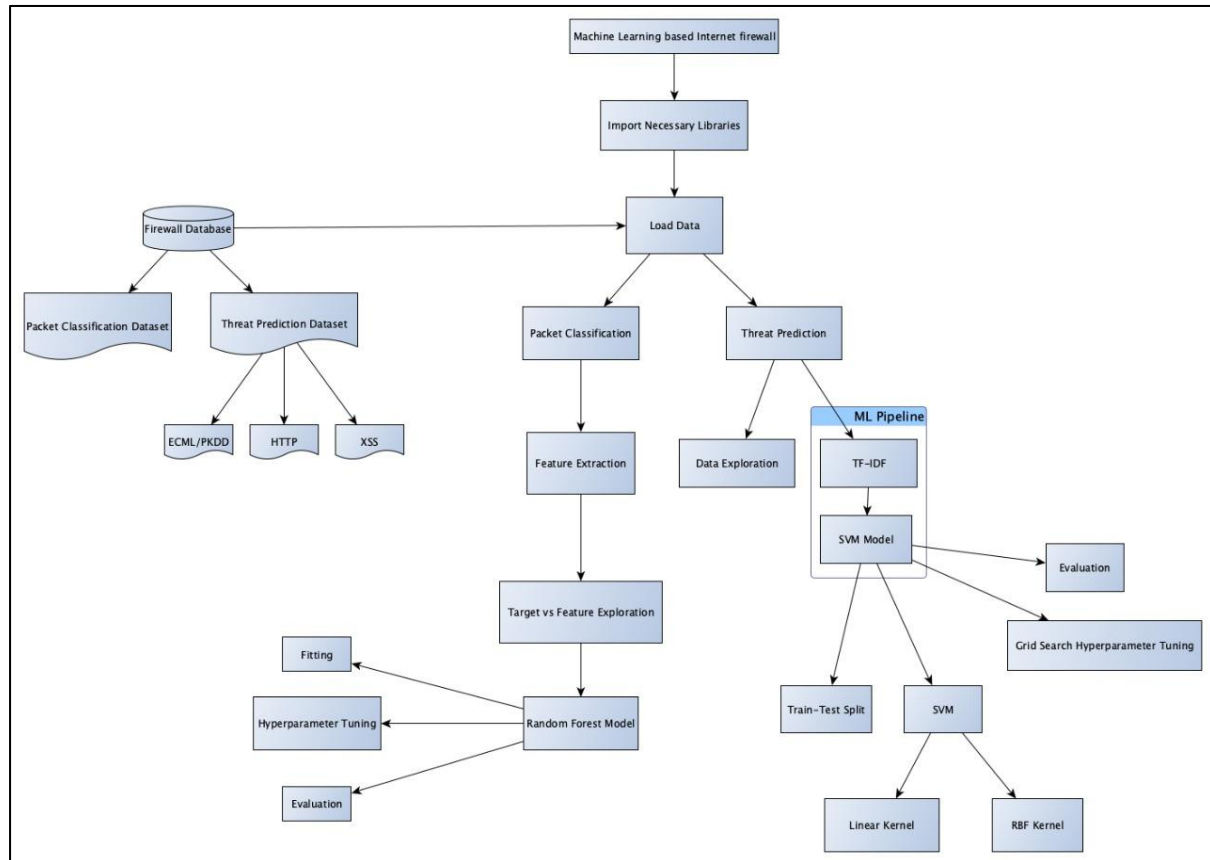 Machine Learning based Internet firewall
Import Necessary Libraries
Firewall Database
Load Data
Packet Classification Dataset
Threat Prediction Dataset
Packet Classification
Threat Prediction
ML Pipeline
ECML/PKDD
HTTP
XSS
Feature Extraction
Data Exploration
TF-IDF
SVM Model
Evaluation
Target vs Feature Exploration
Grid Search Hyperparameter Tuning
Fitting
Hyperparameter Tuning
Random Forest Model
Train-Test Split
SVM
Evaluation
Linear Kernel
RBF Kernel